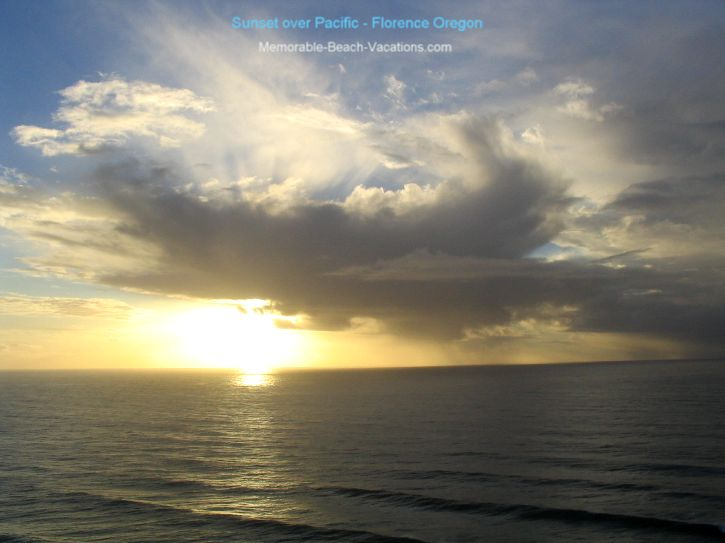 Sunset over Pacific - Florence Oregon
Memorable-Beach-Vacations.com